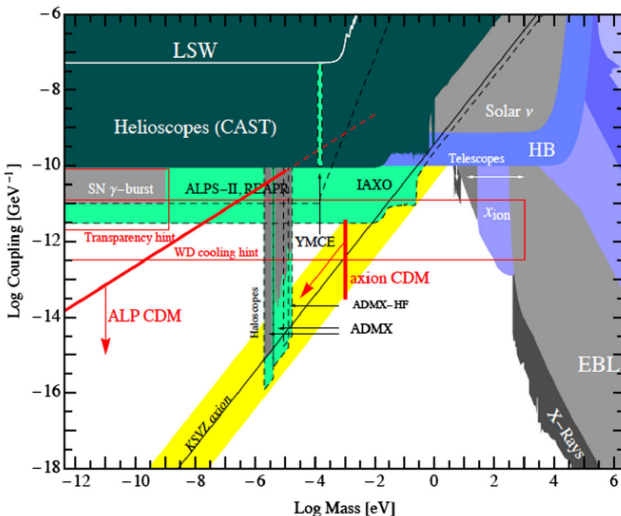 LSW
Helioscopes (CAST)
Solar ν
HB
Telescopes
SN γ−burst
ALPS−II, REAPR
IAXO
Transparency hint
YMCE
x_ion
WD cooling hint
axion CDM
ALP CDM
Haloscopes
ADMX−HF
ADMX
EBL
X−Rays
KSVZ axion
Log Coupling [GeV⁻¹]
−6
−8
−10
−12
−14
−16
−18
−12 −10 −8 −6 −4 −2 0 2 4 6
Log Mass [eV]